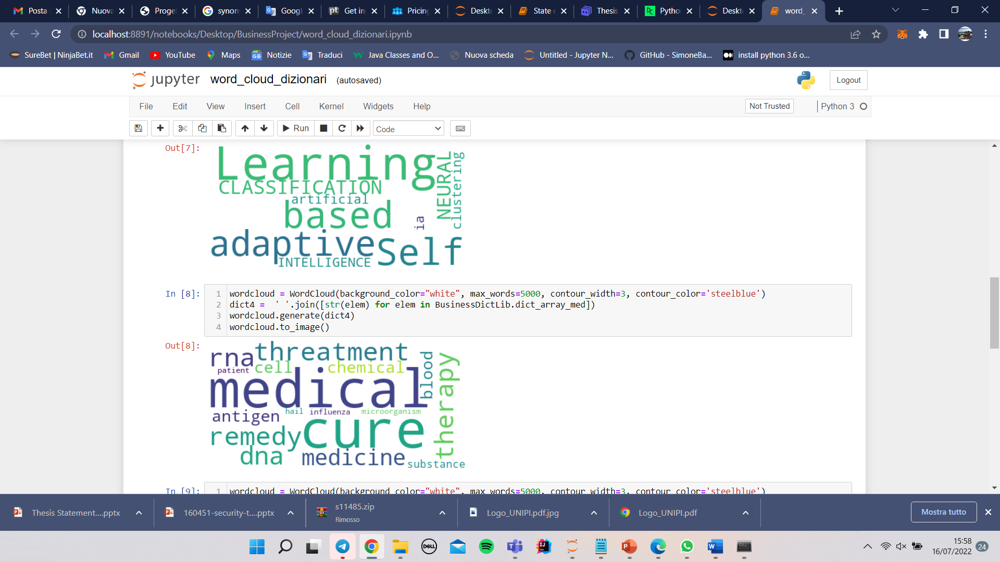 Posta
Nuova
Proget
synon
Googl
Get in
Pricing
Deskt
State
Thesis
Pytho
Deskt
word_
localhost:8891/notebooks/Desktop/BusinessProject/word_cloud_dizionari.ipynb
SureBet | NinjaBet.it
Gmail
YouTube
Maps
Notizie
Traduci
Java Classes and O...
Nuova scheda
Untitled - Jupyter N...
GitHub - SimoneBa...
install python 3.6 o...
jupyter word_cloud_dizionari (autosaved)
Logout
File Edit View Insert Cell Kernel Widgets Help
Not Trusted
Python 3
Run
Code
Out[7]:
Learning
NEURAL
clustering
CLASSIFICATION
artificial
based
ia
adaptive
Self
INTELLIGENCE
In [8]:
1 wordcloud = WordCloud(background_color="white", max_words=5000, contour_width=3, contour_color='steelblue')
2 dict4 =  ' '.join([str(elem) for elem in BusinessDictLib.dict_array_med])
3 wordcloud.generate(dict4)
4 wordcloud.to_image()
Out[8]:
rna
threatment
blood
therapy
patient
cell
chemical
medical
antigen
hail
influenza
microorganism
remedy
cure
dna
medicine
substance
In [9]:
1 wordcloud = WordCloud(background_color="white", max_words=5000, contour_width=3, contour_color='steelblue')
Thesis Statement....pptx
160451-security-t....pptx
s11485.zip
Rimosso
Logo_UNIPI.pdf.jpg
Logo_UNIPI.pdf
Mostra tutto
DELL
15:58
16/07/2022
24